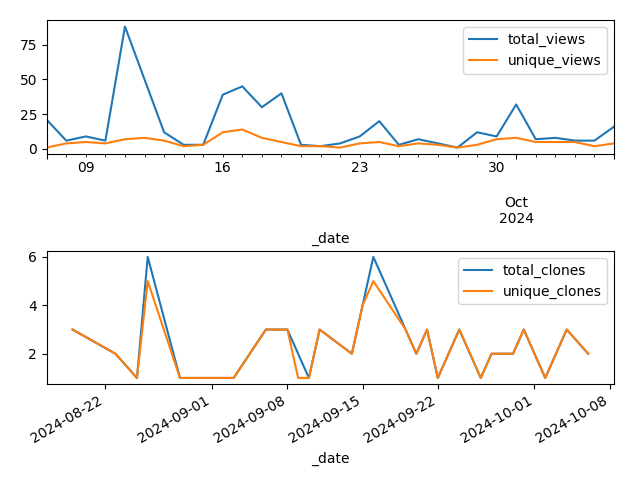 75
50
25
0
total_views
unique_views
09
16
23
30
Oct
2024
_date
6
4
2
total_clones
unique_clones
2024-08-22
2024-09-01
2024-09-08
2024-09-15
2024-09-22
2024-10-01
2024-10-08
_date